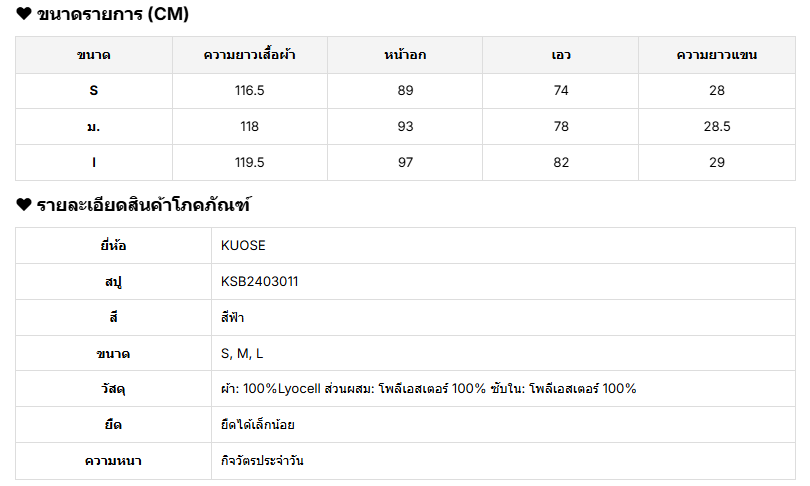 ♥ ขนาดรายการ (CM)
ขนาด ความยาวเสื้อผ้า หน้าอก เอว ความยาวแขน
S 116.5 89 74 28
ม. 118 93 78 28.5
l 119.5 97 82 29
♥ รายละเอียดสินค้าโภคภัณฑ์
ยี่ห้อ KUOSE
สปู KSB2403011
สี สีฟ้า
ขนาด S, M, L
วัสดุ ผ้า: 100%Lyocell ส่วนผสม: โพลีเอสเตอร์ 100% ซับใน: โพลีเอสเตอร์ 100%
ยืด ยืดได้เล็กน้อย
ความหนา กิจวัตรประจำวัน